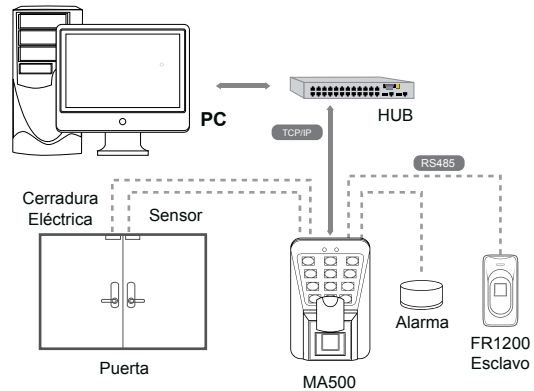 PC
HUB
TCP/IP
RS485
Cerradura
Eléctrica
Sensor
Puerta
MA500
Alarma
FR1200
Esclavo